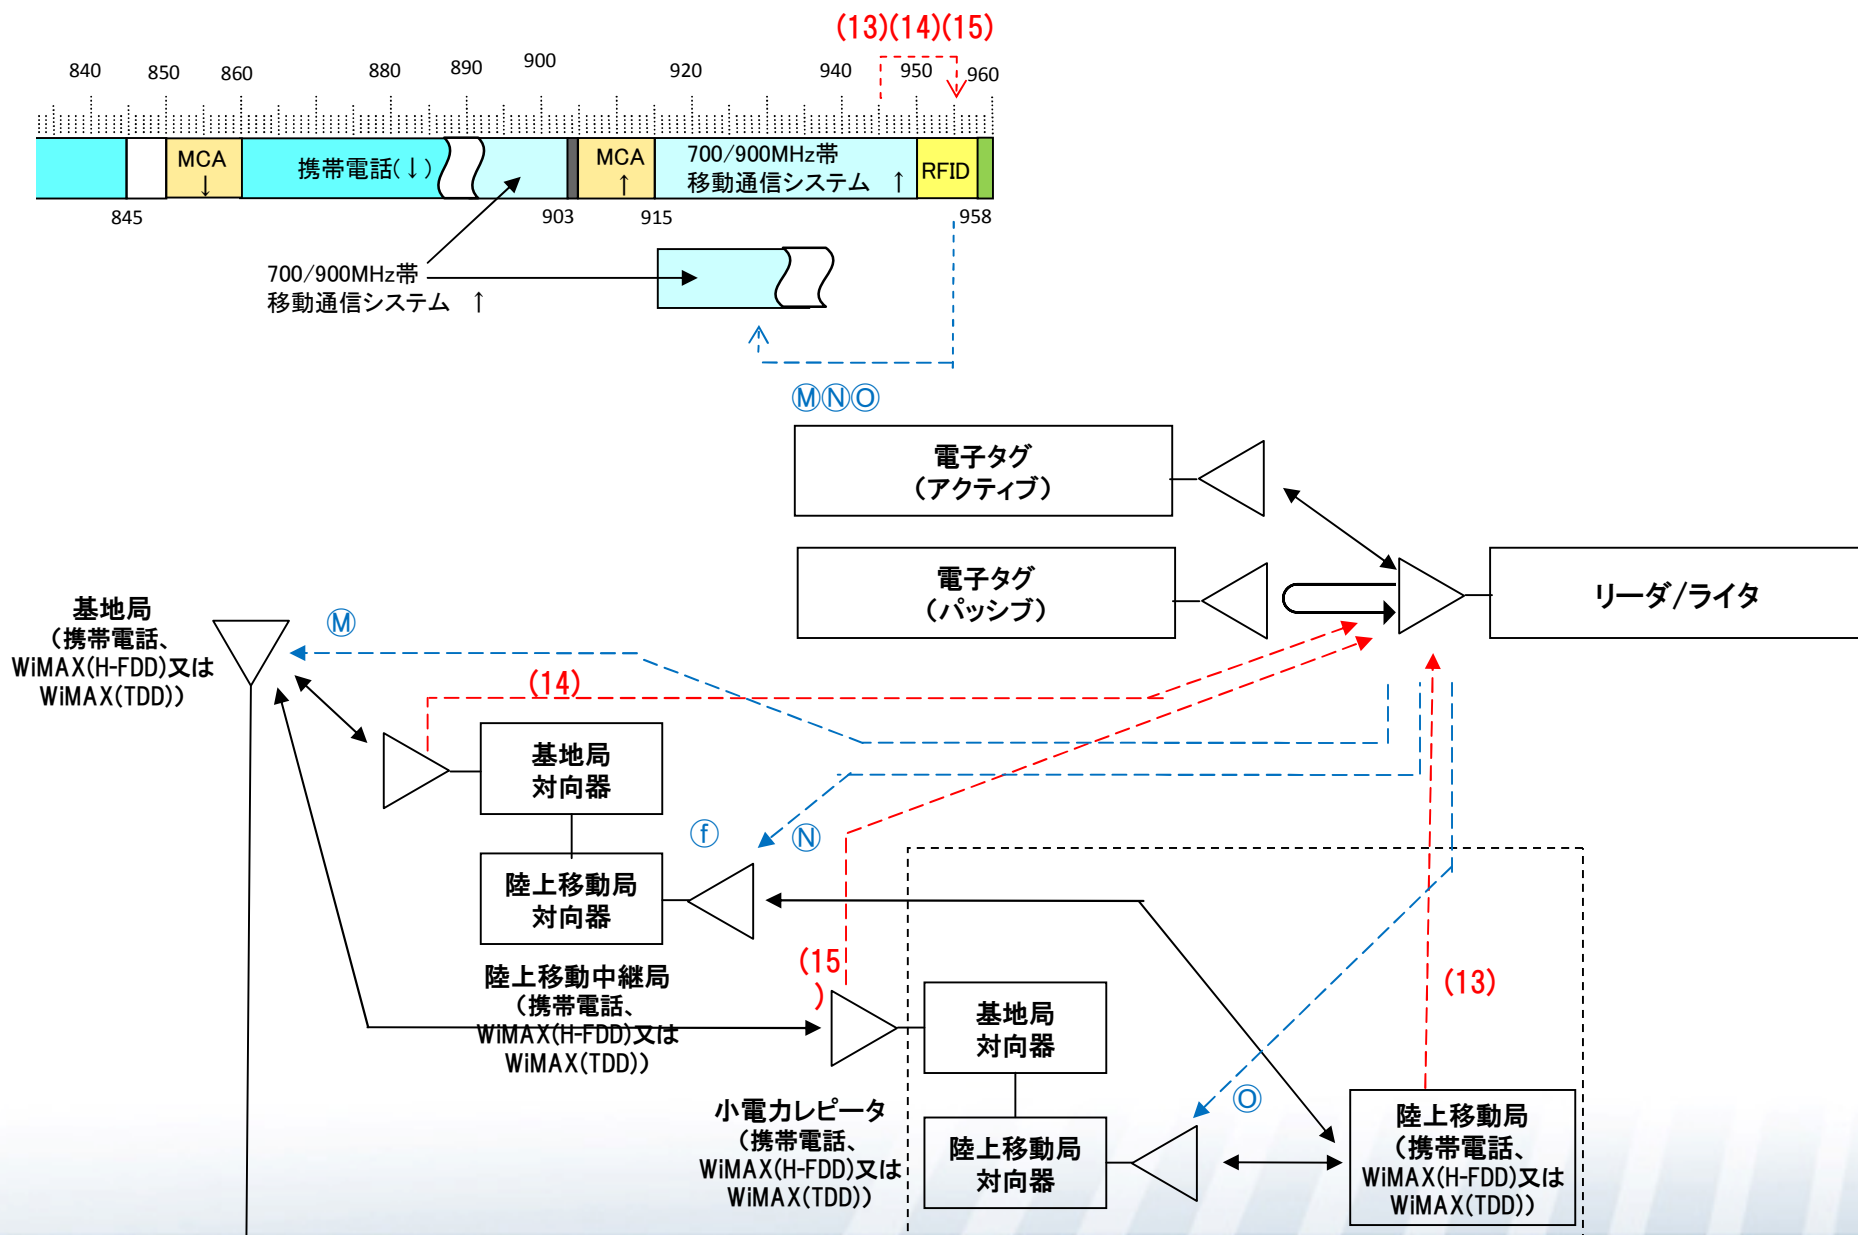 (13)(14)(15)
840 850 860 880 890 900 920 940 950 960
MCA
↓
携帯電話(↓)
MCA
↑
700/900MHz帯
移動通信システム ↑
RFID
845 903 915 958
700/900MHz帯
移動通信システム ↑
ⓂⓃⓄ
電子タグ
(アクティブ)
電子タグ
(パッシブ)
リーダ/ライタ
基地局
(携帯電話、
WiMAX(H-FDD)又は
WiMAX(TDD))
Ⓜ
(14)
基地局
対向器
ⓕ
Ⓝ
陸上移動局
対向器
陸上移動中継局
(携帯電話、
WiMAX(H-FDD)又は
WiMAX(TDD))
(15
)
(13)
基地局
対向器
小電力レピータ
(携帯電話、
WiMAX(H-FDD)又は
WiMAX(TDD))
陸上移動局
対向器
Ⓞ
陸上移動局
(携帯電話、
WiMAX(H-FDD)又は
WiMAX(TDD))